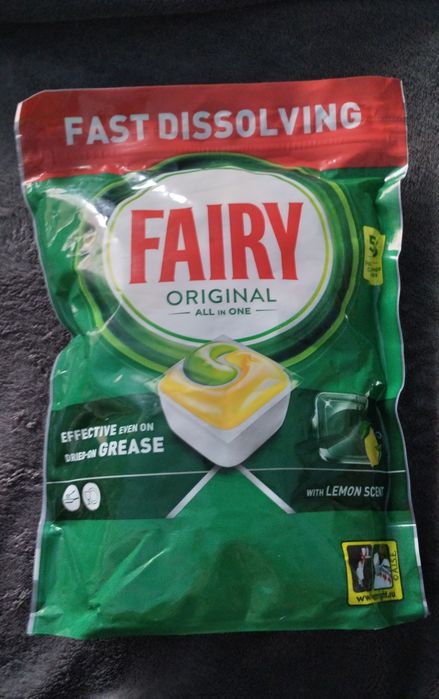 FAST DISSOLVING
FAIRY
ORIGINAL
ALL IN ONE
EFFECTIVE EVEN ON
DRIED-ON GREASE
WITH LEMON SCENT
© A.I.S.E.